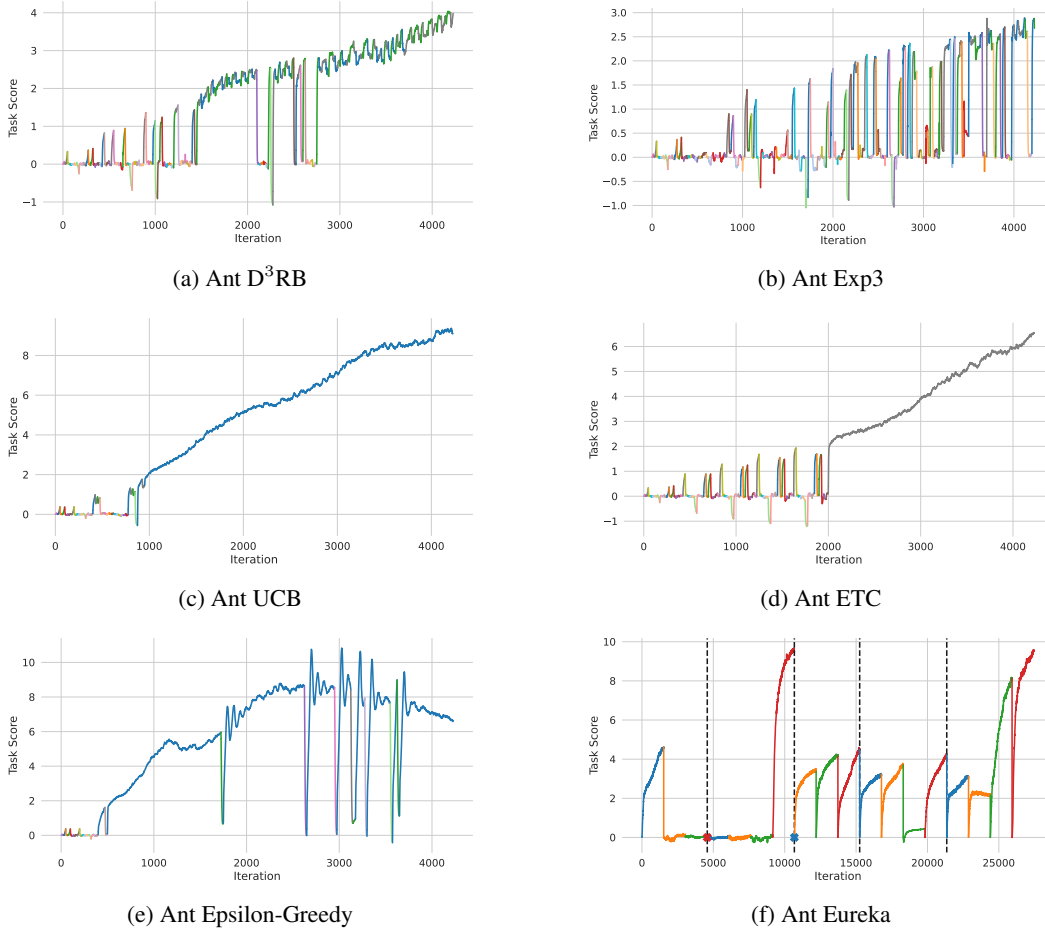 4
3
2
1
0
−1
Task Score
0 1000 2000 3000 4000
Iteration
(a) Ant D³RB
3.0
2.5
2.0
1.5
1.0
0.5
0.0
−0.5
−1.0
Task Score
0 1000 2000 3000 4000
Iteration
(b) Ant Exp3
8
6
4
2
0
Task Score
0 1000 2000 3000 4000
Iteration
(c) Ant UCB
6
5
4
3
2
1
0
−1
Task Score
0 1000 2000 3000 4000
Iteration
(d) Ant ETC
10
8
6
4
2
0
Task Score
0 1000 2000 3000 4000
Iteration
(e) Ant Epsilon-Greedy
10
8
6
4
2
0
Task Score
0 5000 10000 15000 20000 25000
Iteration
(f) Ant Eureka